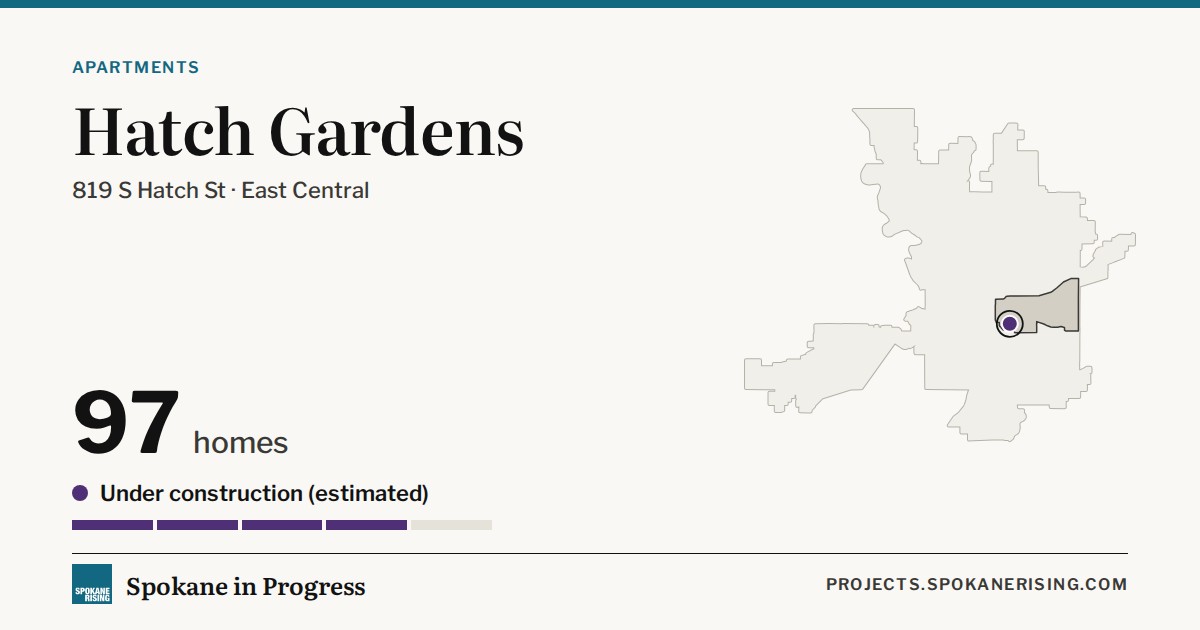 APARTMENTS
Hatch Gardens
819 S Hatch St · East Central
97 homes
Under construction (estimated)
SPOKANE
RISING
Spokane in Progress
PROJECTS.SPOKANERISING.COM